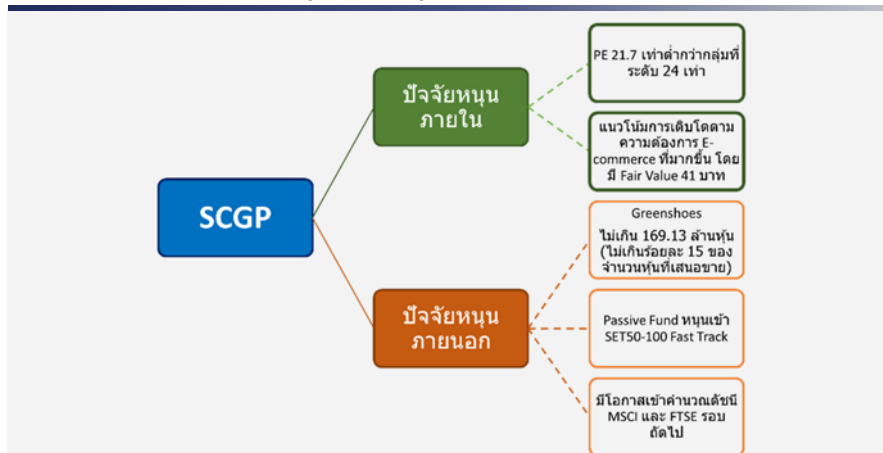 SCGP
ปัจจัยหนุน
ภายใน
PE 21.7 เท่าต่ำกว่ากลุ่มที่
ระดับ 24 เท่า
แนวโน้มการเติบโตตาม
ความต้องการ E-
commerce ที่มากขึ้น โดย
มี Fair Value 41 บาท
ปัจจัยหนุน
ภายนอก
Greenshoes
ไม่เกิน 169.13 ล้านหุ้น
(ไม่เกินร้อยละ 15 ของ
จำนวนหุ้นที่เสนอขาย)
Passive Fund หนุนเข้า
SET50-100 Fast Track
มีโอกาสเข้าคำนวณดัชนี
MSCI และ FTSE รอบ
ถัดไป